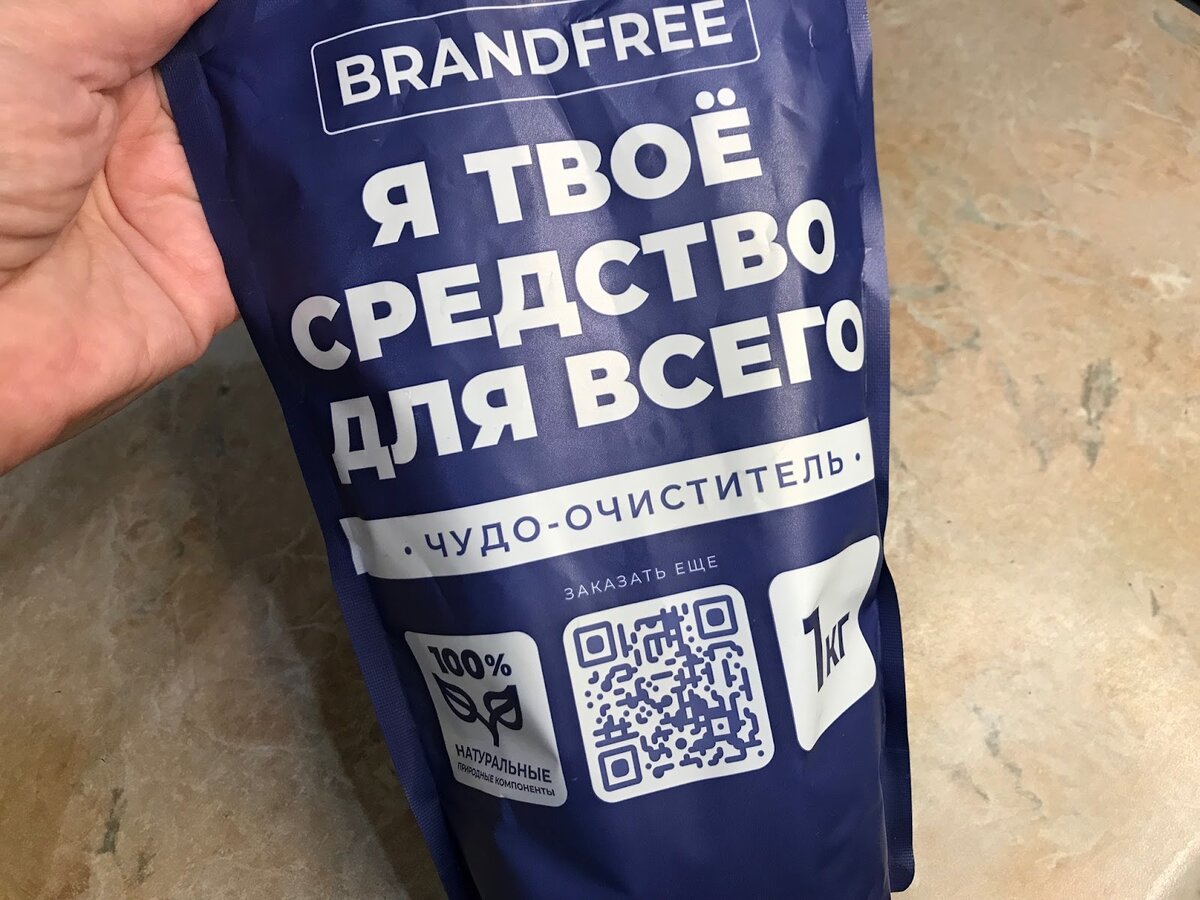 BRANDFREE
Я ТВОЁ
СРЕДСТВО
ДЛЯ ВСЕГО
• ЧУДО-ОЧИСТИТЕЛЬ •
ЗАКАЗАТЬ ЕЩЕ
100%
НАТУРАЛЬНЫЕ
ПРИРОДНЫЕ КОМПОНЕНТЫ
1КГ